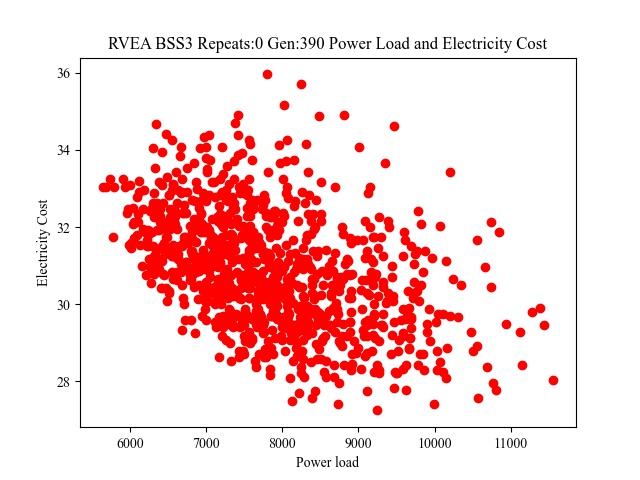 RVEA BSS3 Repeats:0 Gen:390 Power Load and Electricity Cost
36
34
32
30
28
Electricity Cost
6000 7000 8000 9000 10000 11000
Power load